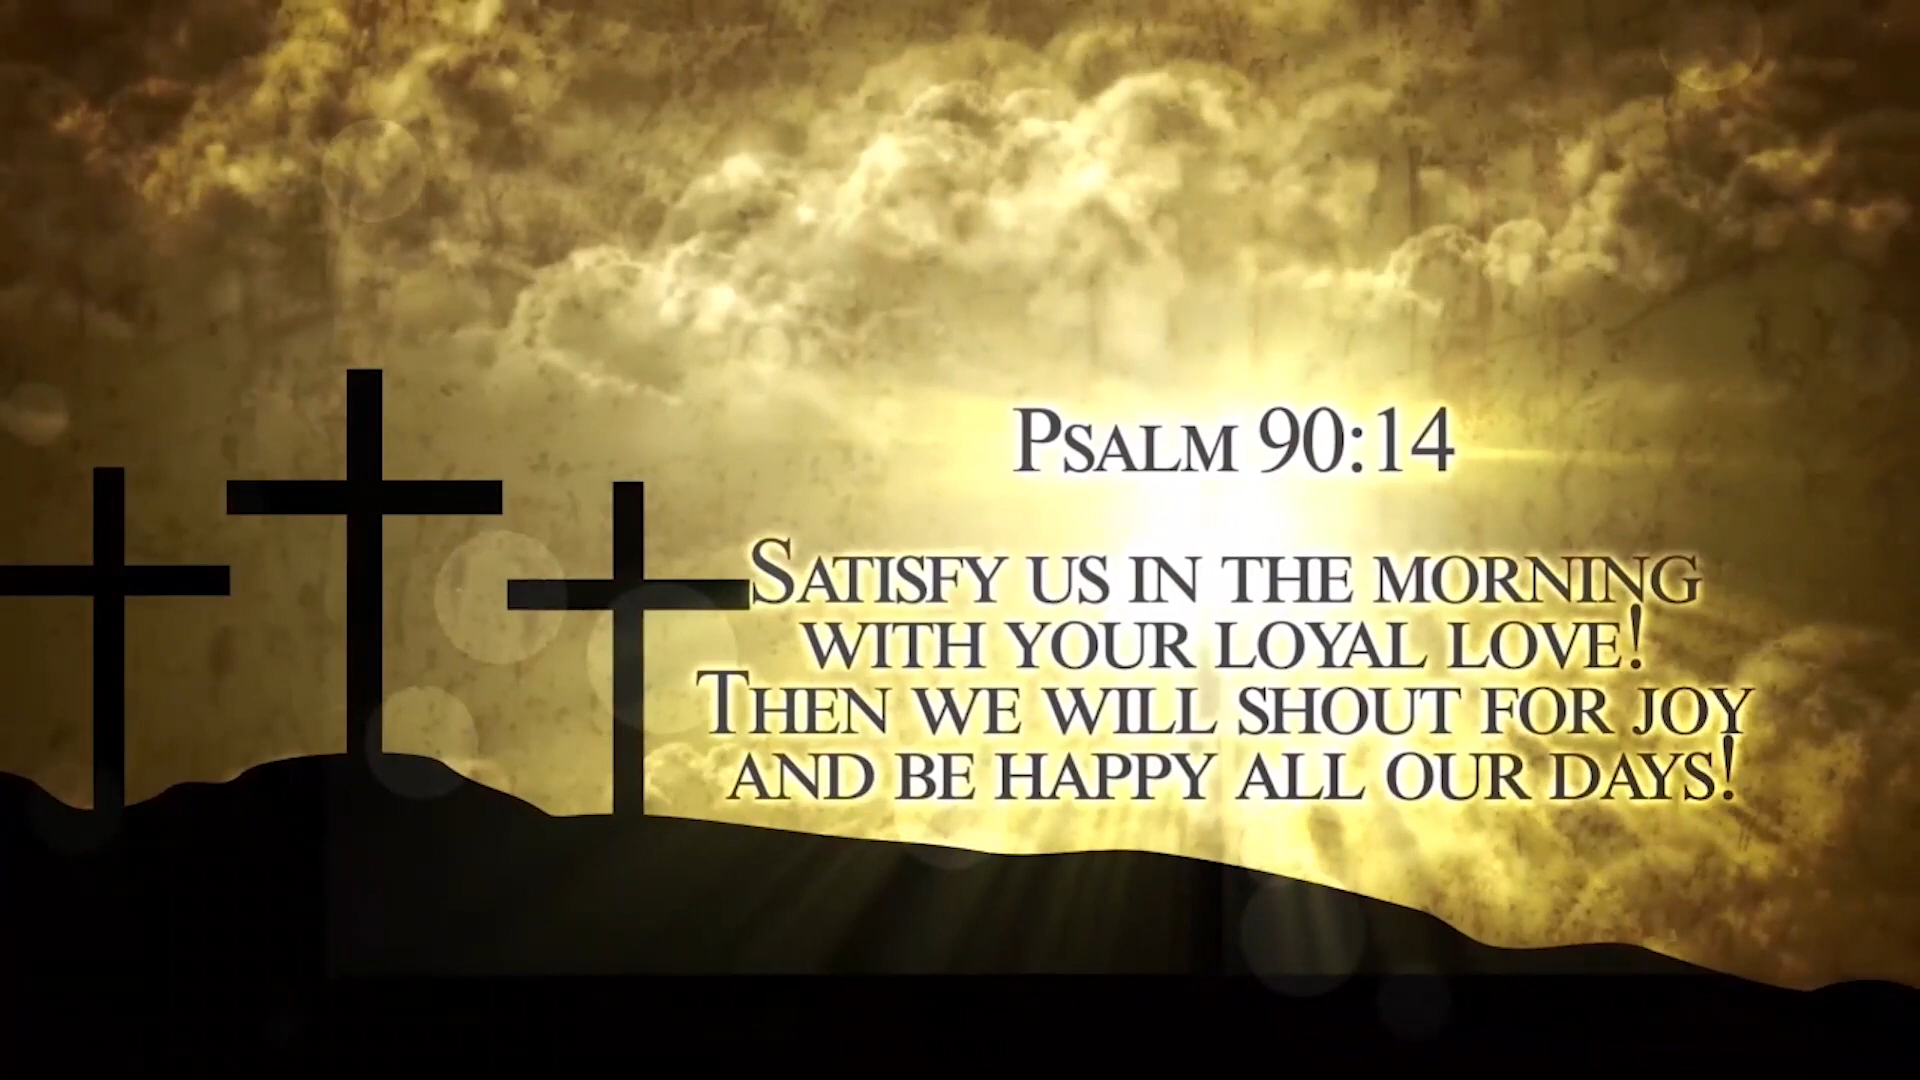 Psalm 90:14
Satisfy us in the morning
with your loyal love!
Then we will shout for joy
and be happy all our days!